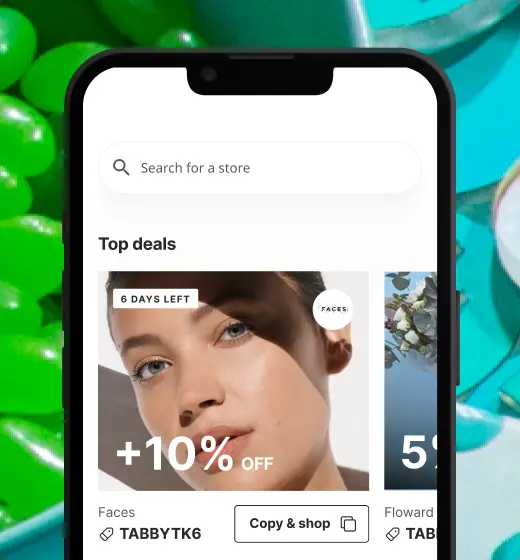 Search for a store
Top deals
6 DAYS LEFT
FACES
+10% OFF
5%
Faces
TABBYTK6
Copy & shop
Floward
TAB